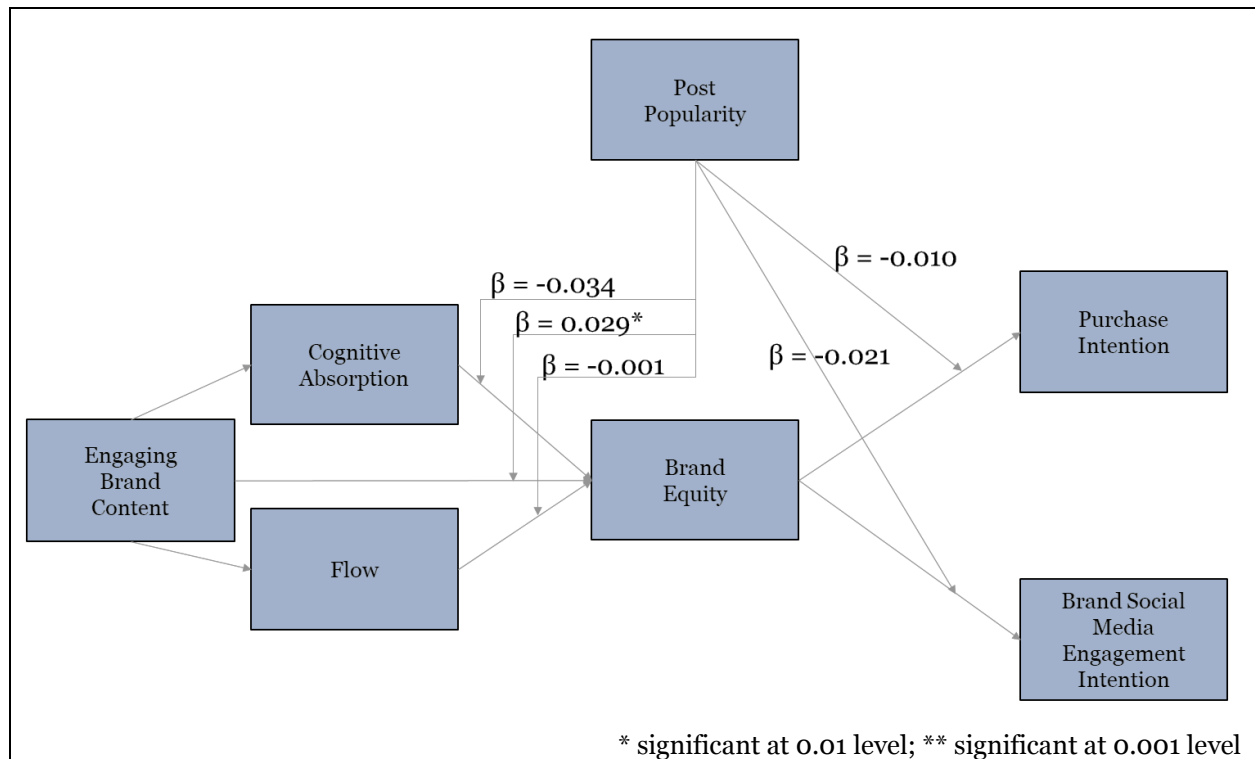 Post
Popularity
β = -0.010
β = -0.034
Purchase
Intention
β = 0.029*
Cognitive
Absorption
β = -0.021
β = -0.001
Engaging
Brand
Content
Brand
Equity
Flow
Brand Social
Media
Engagement
Intention
* significant at 0.01 level; ** significant at 0.001 level